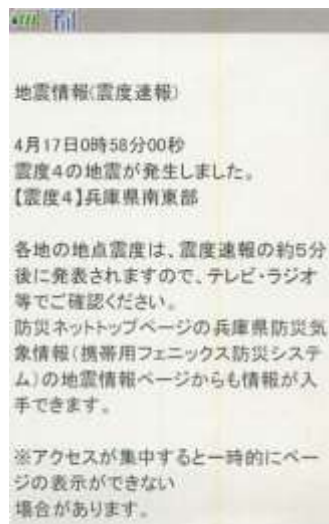 地震情報(震度速報)
4月17日0時58分00秒
震度4の地震が発生しました。
【震度4】兵庫県南東部
各地の地点震度は、震度速報の約5分
後に発表されますので、テレビ・ラジオ
等でご確認ください。
防災ネットトップページの兵庫県防災気
象情報(携帯用フェニックス防災システ
ム)の地震情報ページからも情報が入
手できます。
※アクセスが集中すると一時的にペー
ジの表示ができない
場合があります。